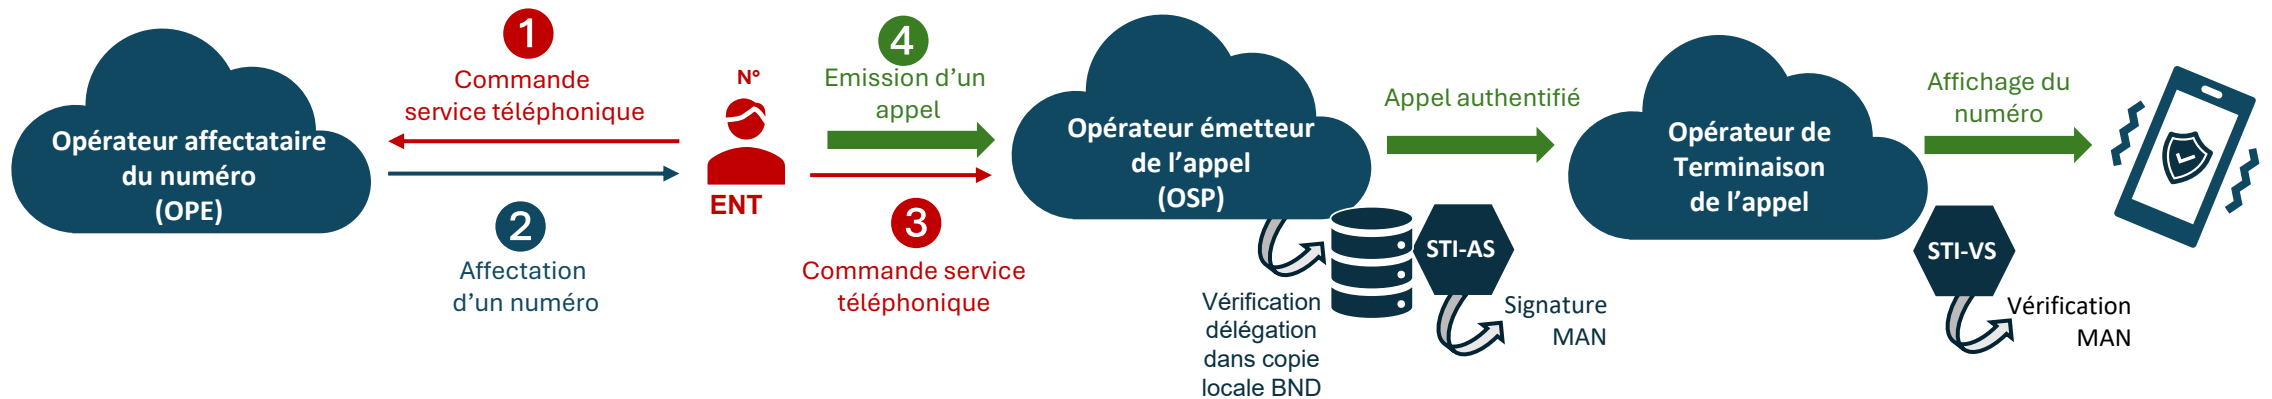 1
Commande
service téléphonique
Opérateur affectataire
du numéro
(OPE)
2
Affectation
d’un numéro
N°
ENT
4
Emission d’un
appel
3
Commande service
téléphonique
Opérateur émetteur
de l’appel
(OSP)
Vérification
délégation
dans copie
locale BND
STI-AS
Signature
MAN
Appel authentifié
Opérateur de
Terminaison
de l’appel
STI-VS
Vérification
MAN
Affichage du
numéro